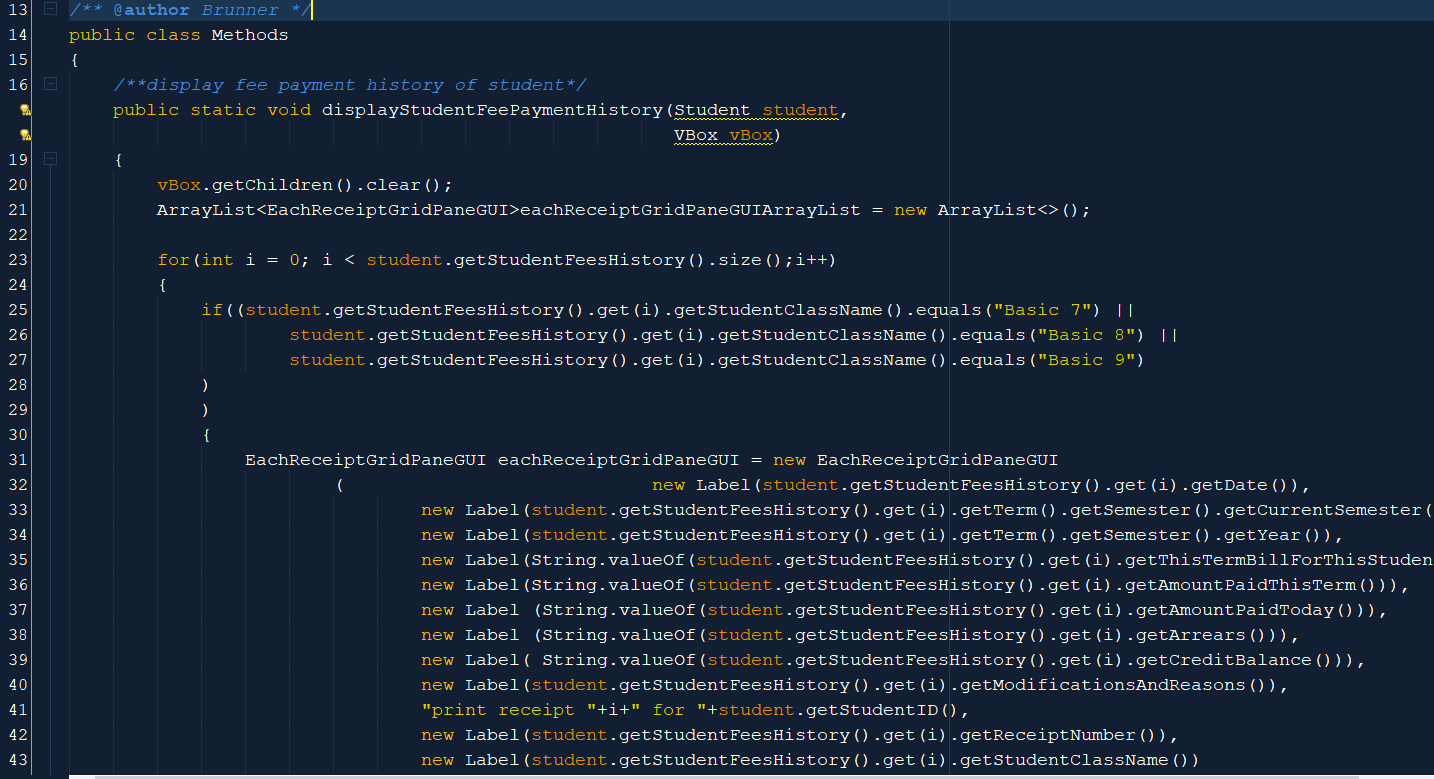 13 /** @author Brunner */
14 public class Methods
15 {
16 /**display fee payment history of student*/
public static void displayStudentFeePaymentHistory(Student student,
VBox vBox)
19 {
20 vBox.getChildren().clear();
21 ArrayList<EachReceiptGridPaneGUI>eachReceiptGridPaneGUIArrayList = new ArrayList<>();
22
23 for(int i = 0; i < student.getStudentFeesHistory().size();i++)
24 {
25 if((student.getStudentFeesHistory().get(i).getStudentClassName().equals("Basic 7") ||
26 student.getStudentFeesHistory().get(i).getStudentClassName().equals("Basic 8") ||
27 student.getStudentFeesHistory().get(i).getStudentClassName().equals("Basic 9")
28 )
29 )
30 {
31 EachReceiptGridPaneGUI eachReceiptGridPaneGUI = new EachReceiptGridPaneGUI
32 ( new Label(student.getStudentFeesHistory().get(i).getDate()),
33 new Label(student.getStudentFeesHistory().get(i).getTerm().getSemester().getCurrentSemester(
34 new Label(student.getStudentFeesHistory().get(i).getTerm().getSemester().getYear()),
35 new Label(String.valueOf(student.getStudentFeesHistory().get(i).getThisTermBillForThisStuden
36 new Label(String.valueOf(student.getStudentFeesHistory().get(i).getAmountPaidThisTerm())),
37 new Label (String.valueOf(student.getStudentFeesHistory().get(i).getAmountPaidToday())),
38 new Label (String.valueOf(student.getStudentFeesHistory().get(i).getArrears())),
39 new Label( String.valueOf(student.getStudentFeesHistory().get(i).getCreditBalance())),
40 new Label(student.getStudentFeesHistory().get(i).getModificationsAndReasons()),
41 "print receipt "+i+" for "+student.getStudentID(),
42 new Label(student.getStudentFeesHistory().get(i).getReceiptNumber()),
43 new Label(student.getStudentFeesHistory().get(i).getStudentClassName())